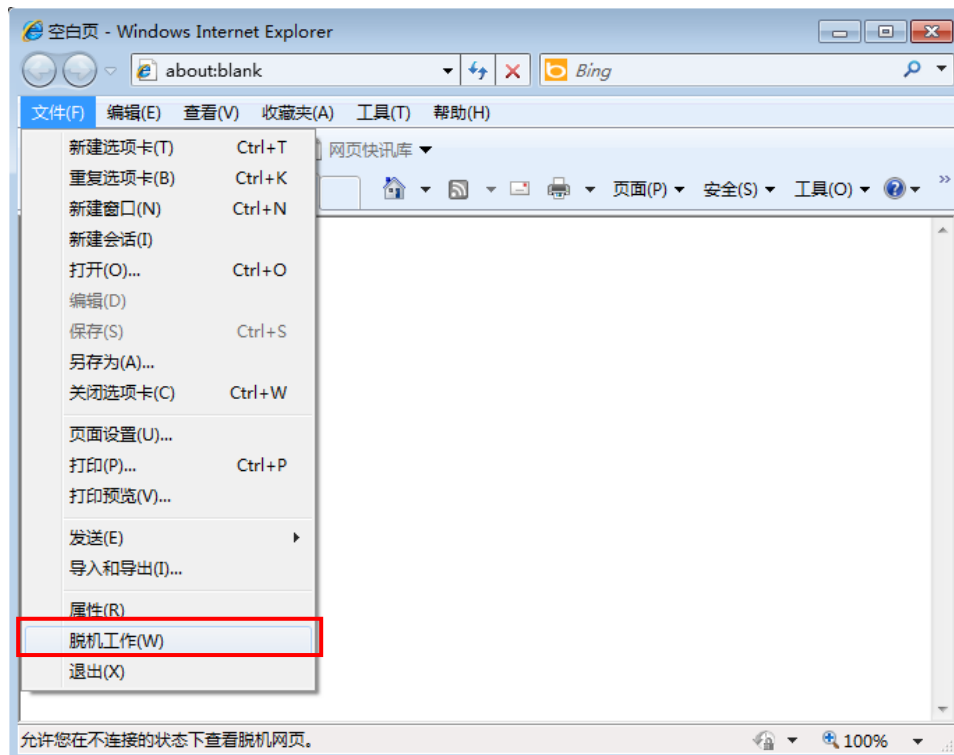 空白页 - Windows Internet Explorer
about:blank
Bing
文件(F) 编辑(E) 查看(V) 收藏夹(A) 工具(T) 帮助(H)
新建选项卡(T) Ctrl+T 网页快讯库
重复选项卡(B) Ctrl+K 页面(P) 安全(S) 工具(O)
新建窗口(N) Ctrl+N
新建会话(I)
打开(O)... Ctrl+O
编辑(D)
保存(S) Ctrl+S
另存为(A)...
关闭选项卡(C) Ctrl+W
页面设置(U)...
打印(P)... Ctrl+P
打印预览(V)...
发送(E)
导入和导出(I)...
属性(R)
脱机工作(W)
退出(X)
允许您在不连接的状态下查看脱机网页。 100%